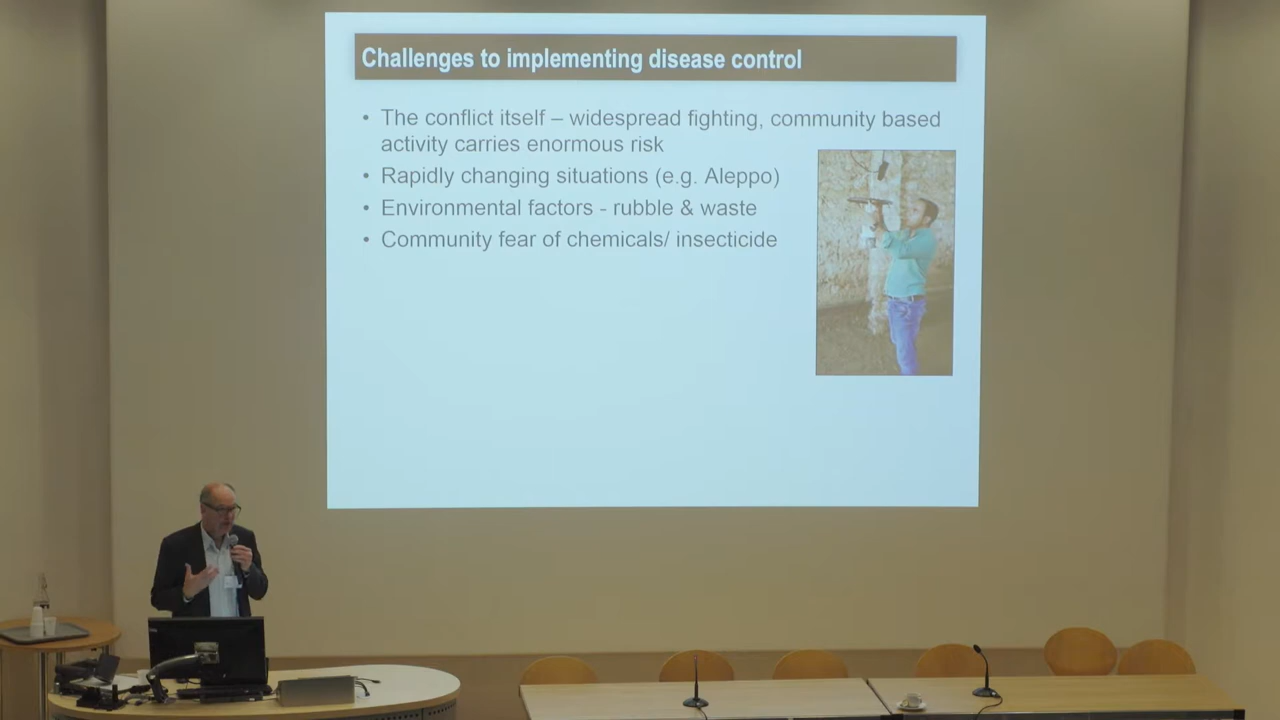 Challenges to implementing disease control
• The conflict itself – widespread fighting, community based
activity carries enormous risk
• Rapidly changing situations (e.g. Aleppo)
• Environmental factors - rubble & waste
• Community fear of chemicals/ insecticide